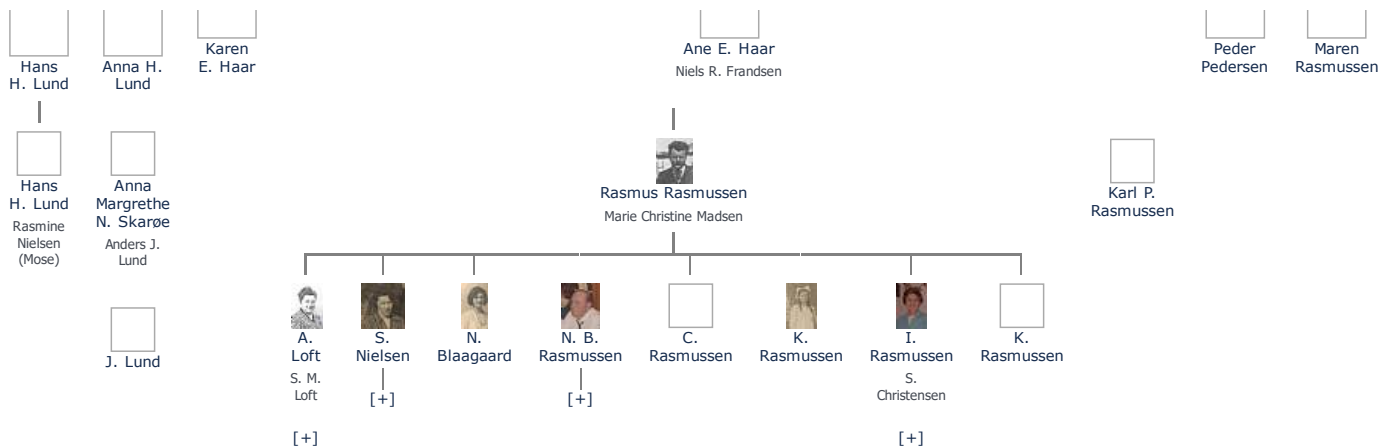 Hans
H. Lund
Anna H.
Lund
Karen
E. Haar
Ane E. Haar
Niels R. Frandsen
Peder
Pedersen
Maren
Rasmussen
Hans
H. Lund
Rasmine
Nielsen
(Mose)
Anna
Margrethe
N. Skarøe
Anders J.
Lund
Rasmus Rasmussen
Marie Christine Madsen
Karl P.
Rasmussen
J. Lund
A.
Loft
S. M.
Loft
[+]
S.
Nielsen
[+]
N.
Blaagaard
N. B.
Rasmussen
[+]
C.
Rasmussen
K.
Rasmussen
I.
Rasmussen
S.
Christensen
[+]
K.
Rasmussen